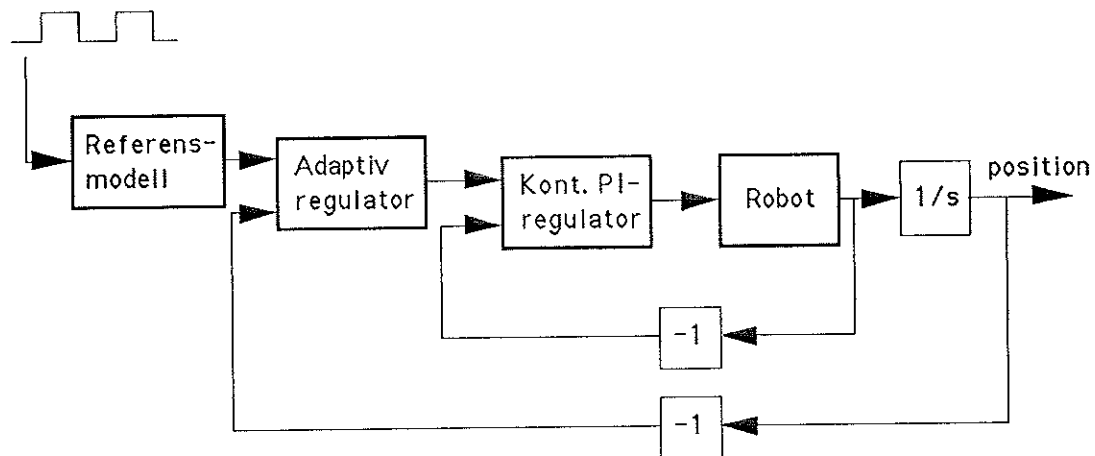 Referens-
modell
Adaptiv
regulator
Kont. PI-
regulator
Robot
1/s
position
-1
-1